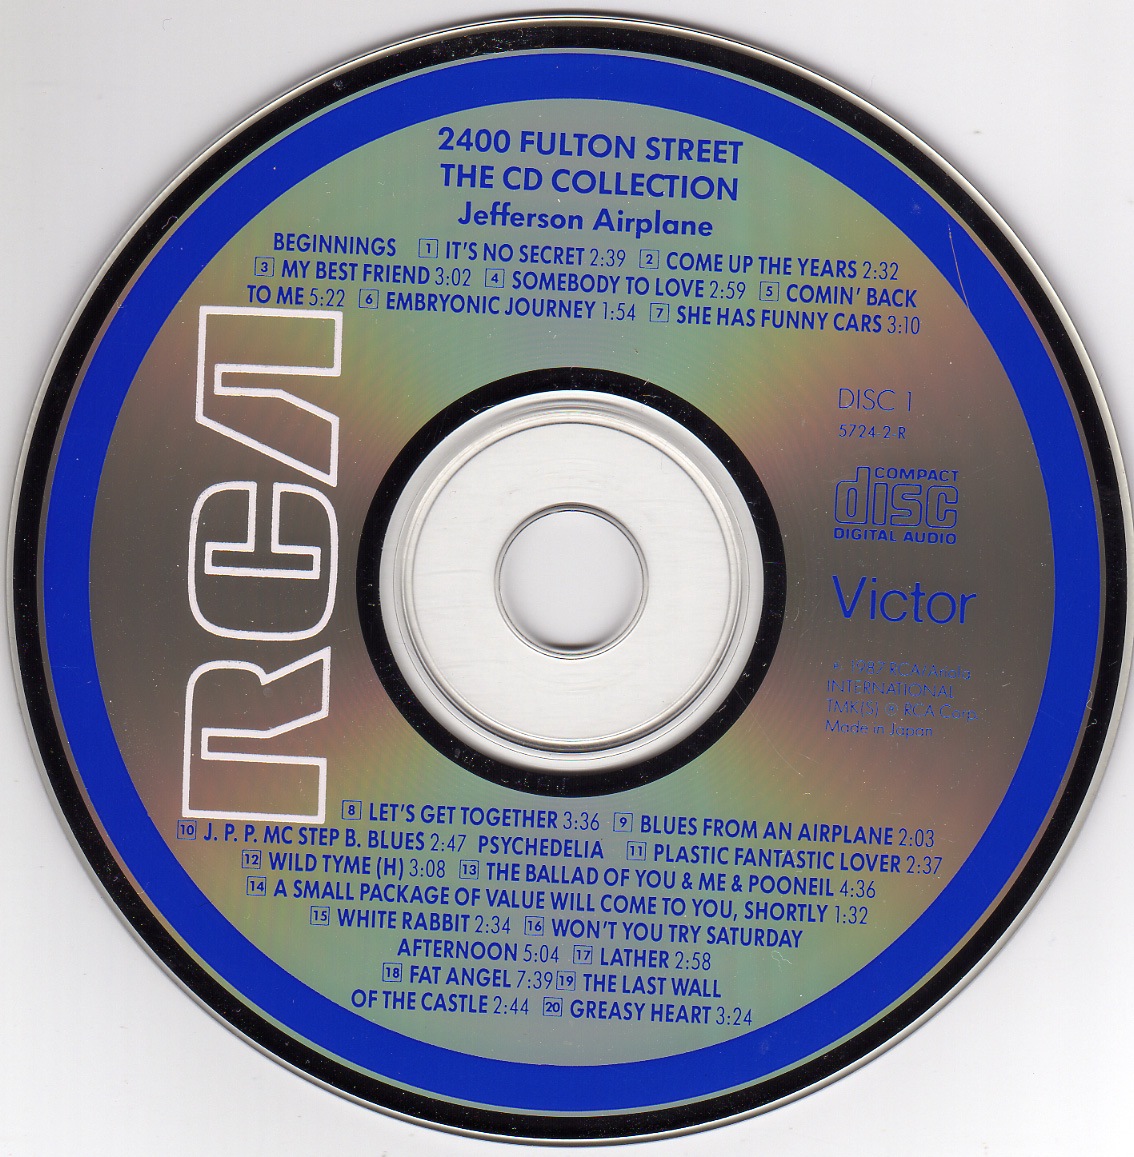 2400 FULTON STREET
THE CD COLLECTION
Jefferson Airplane
BEGINNINGS 1 IT'S NO SECRET 2:39 2 COME UP THE YEARS 2:32
3 MY BEST FRIEND 3:02 4 SOMEBODY TO LOVE 2:59 5 COMIN' BACK
TO ME 5:22 6 EMBRYONIC JOURNEY 1:54 7 SHE HAS FUNNY CARS 3:10
RCA
DISC 1
5724-2-R
COMPACT
disc
DIGITAL AUDIO
Victor
℗ 1987 RCA/Ariola
INTERNATIONAL
TMK(S) ® RCA Corp.
Made in Japan
8 LET'S GET TOGETHER 3:36 9 BLUES FROM AN AIRPLANE 2:03
10 J. P. P. MC STEP B. BLUES 2:47 PSYCHEDELIA 11 PLASTIC FANTASTIC LOVER 2:37
12 WILD TYME (H) 3:08 13 THE BALLAD OF YOU & ME & POONEIL 4:36
14 A SMALL PACKAGE OF VALUE WILL COME TO YOU, SHORTLY 1:32
15 WHITE RABBIT 2:34 16 WON'T YOU TRY SATURDAY
AFTERNOON 5:04 17 LATHER 2:58
18 FAT ANGEL 7:39 19 THE LAST WALL
OF THE CASTLE 2:44 20 GREASY HEART 3:24